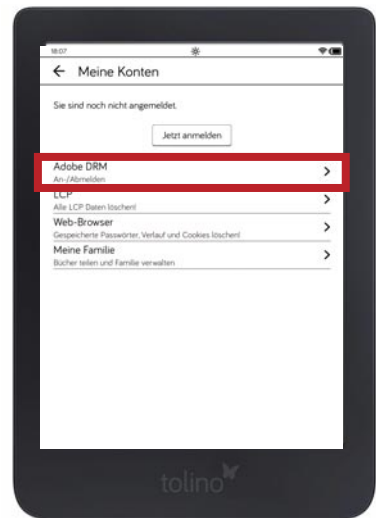 18:07
← Meine Konten
Sie sind noch nicht angemeldet.
Jetzt anmelden
Adobe DRM
An-/Abmelden
LCP
Alle LCP Daten löschen!
Web-Browser
Gespeicherte Passwörter, Verlauf und Cookies löschen!
Meine Familie
Bücher teilen und Familie verwalten
tolino